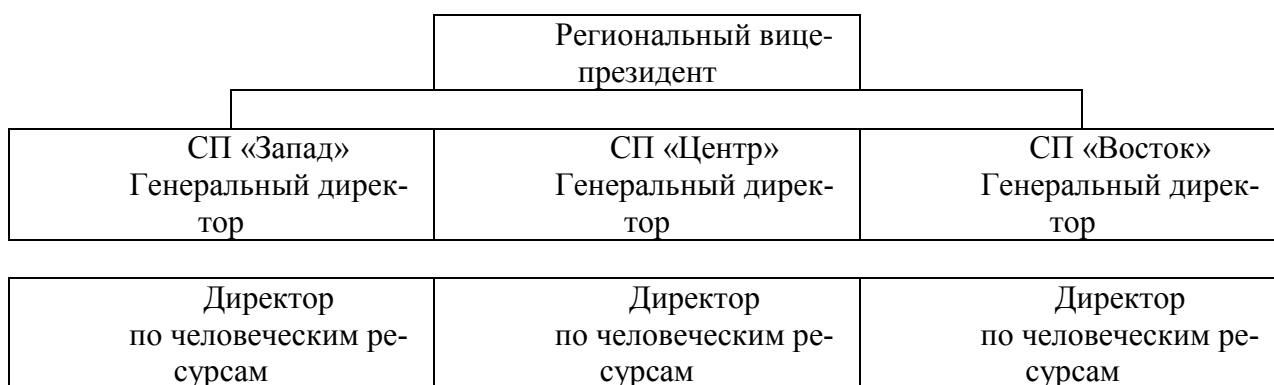 Региональный вице-
президент
СП «Запад»
Генеральный дирек-
тор
СП «Центр»
Генеральный дирек-
тор
СП «Восток»
Генеральный дирек-
тор
Директор
по человеческим ре-
сурсам
Директор
по человеческим ре-
сурсам
Директор
по человеческим ре-
сурсам